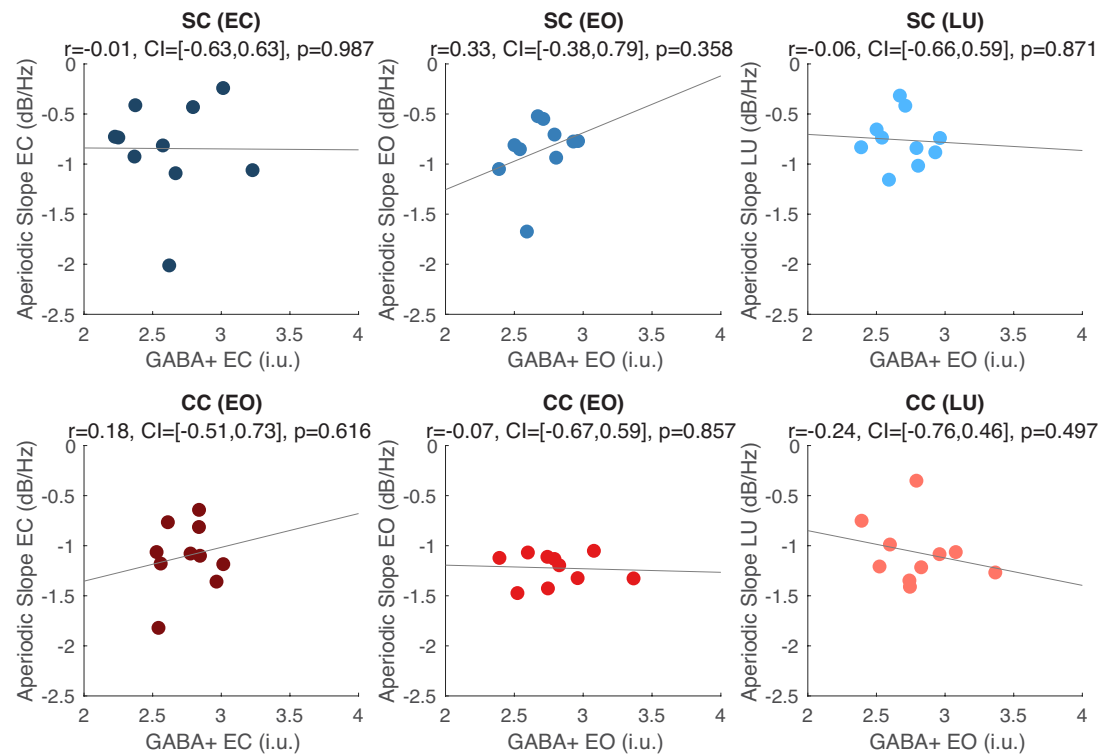 SC (EC)
r=-0.01, CI=[-0.63,0.63], p=0.987
0
-0.5
-1
-1.5
-2
-2.5
Aperiodic Slope EC (dB/Hz)
2 2.5 3 3.5 4
GABA+ EC (i.u.)
SC (EO)
r=0.33, CI=[-0.38,0.79], p=0.358
0
-0.5
-1
-1.5
-2
-2.5
Aperiodic Slope EO (dB/Hz)
2 2.5 3 3.5 4
GABA+ EO (i.u.)
SC (LU)
r=-0.06, CI=[-0.66,0.59], p=0.871
0
-0.5
-1
-1.5
-2
-2.5
Aperiodic Slope LU (dB/Hz)
2 2.5 3 3.5 4
GABA+ EO (i.u.)
CC (EO)
r=0.18, CI=[-0.51,0.73], p=0.616
0
-0.5
-1
-1.5
-2
-2.5
Aperiodic Slope EC (dB/Hz)
2 2.5 3 3.5 4
GABA+ EC (i.u.)
CC (EO)
r=-0.07, CI=[-0.67,0.59], p=0.857
0
-0.5
-1
-1.5
-2
-2.5
Aperiodic Slope EO (dB/Hz)
2 2.5 3 3.5 4
GABA+ EO (i.u.)
CC (LU)
r=-0.24, CI=[-0.76,0.46], p=0.497
0
-0.5
-1
-1.5
-2
-2.5
Aperiodic Slope LU (dB/Hz)
2 2.5 3 3.5 4
GABA+ EO (i.u.)